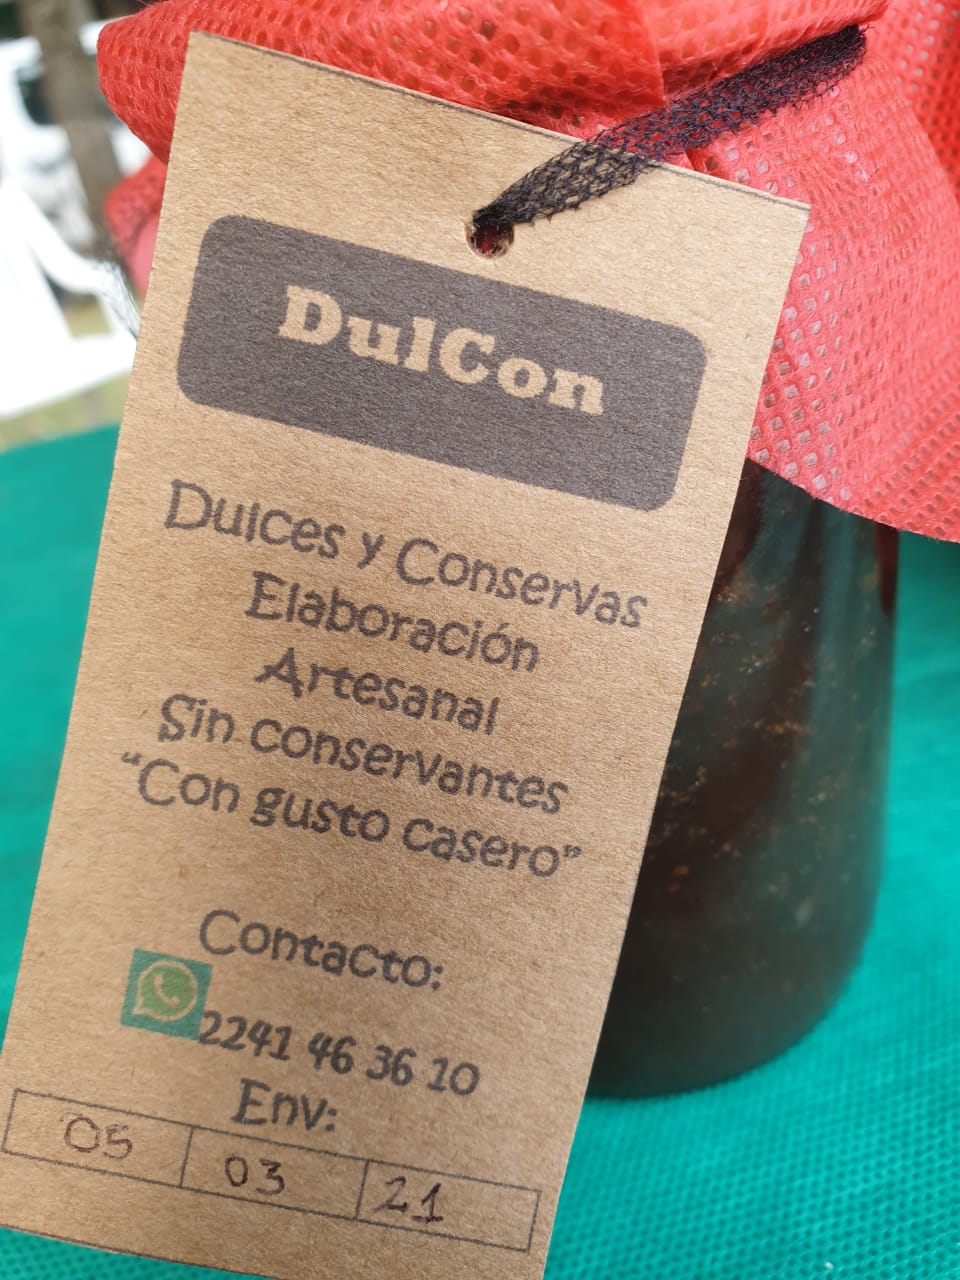 DulCon
Dulces y Conservas
Elaboración
Artesanal
Sin conservantes
“Con gusto casero”
Contacto:
2241 46 36 10
Env:
05 03 21